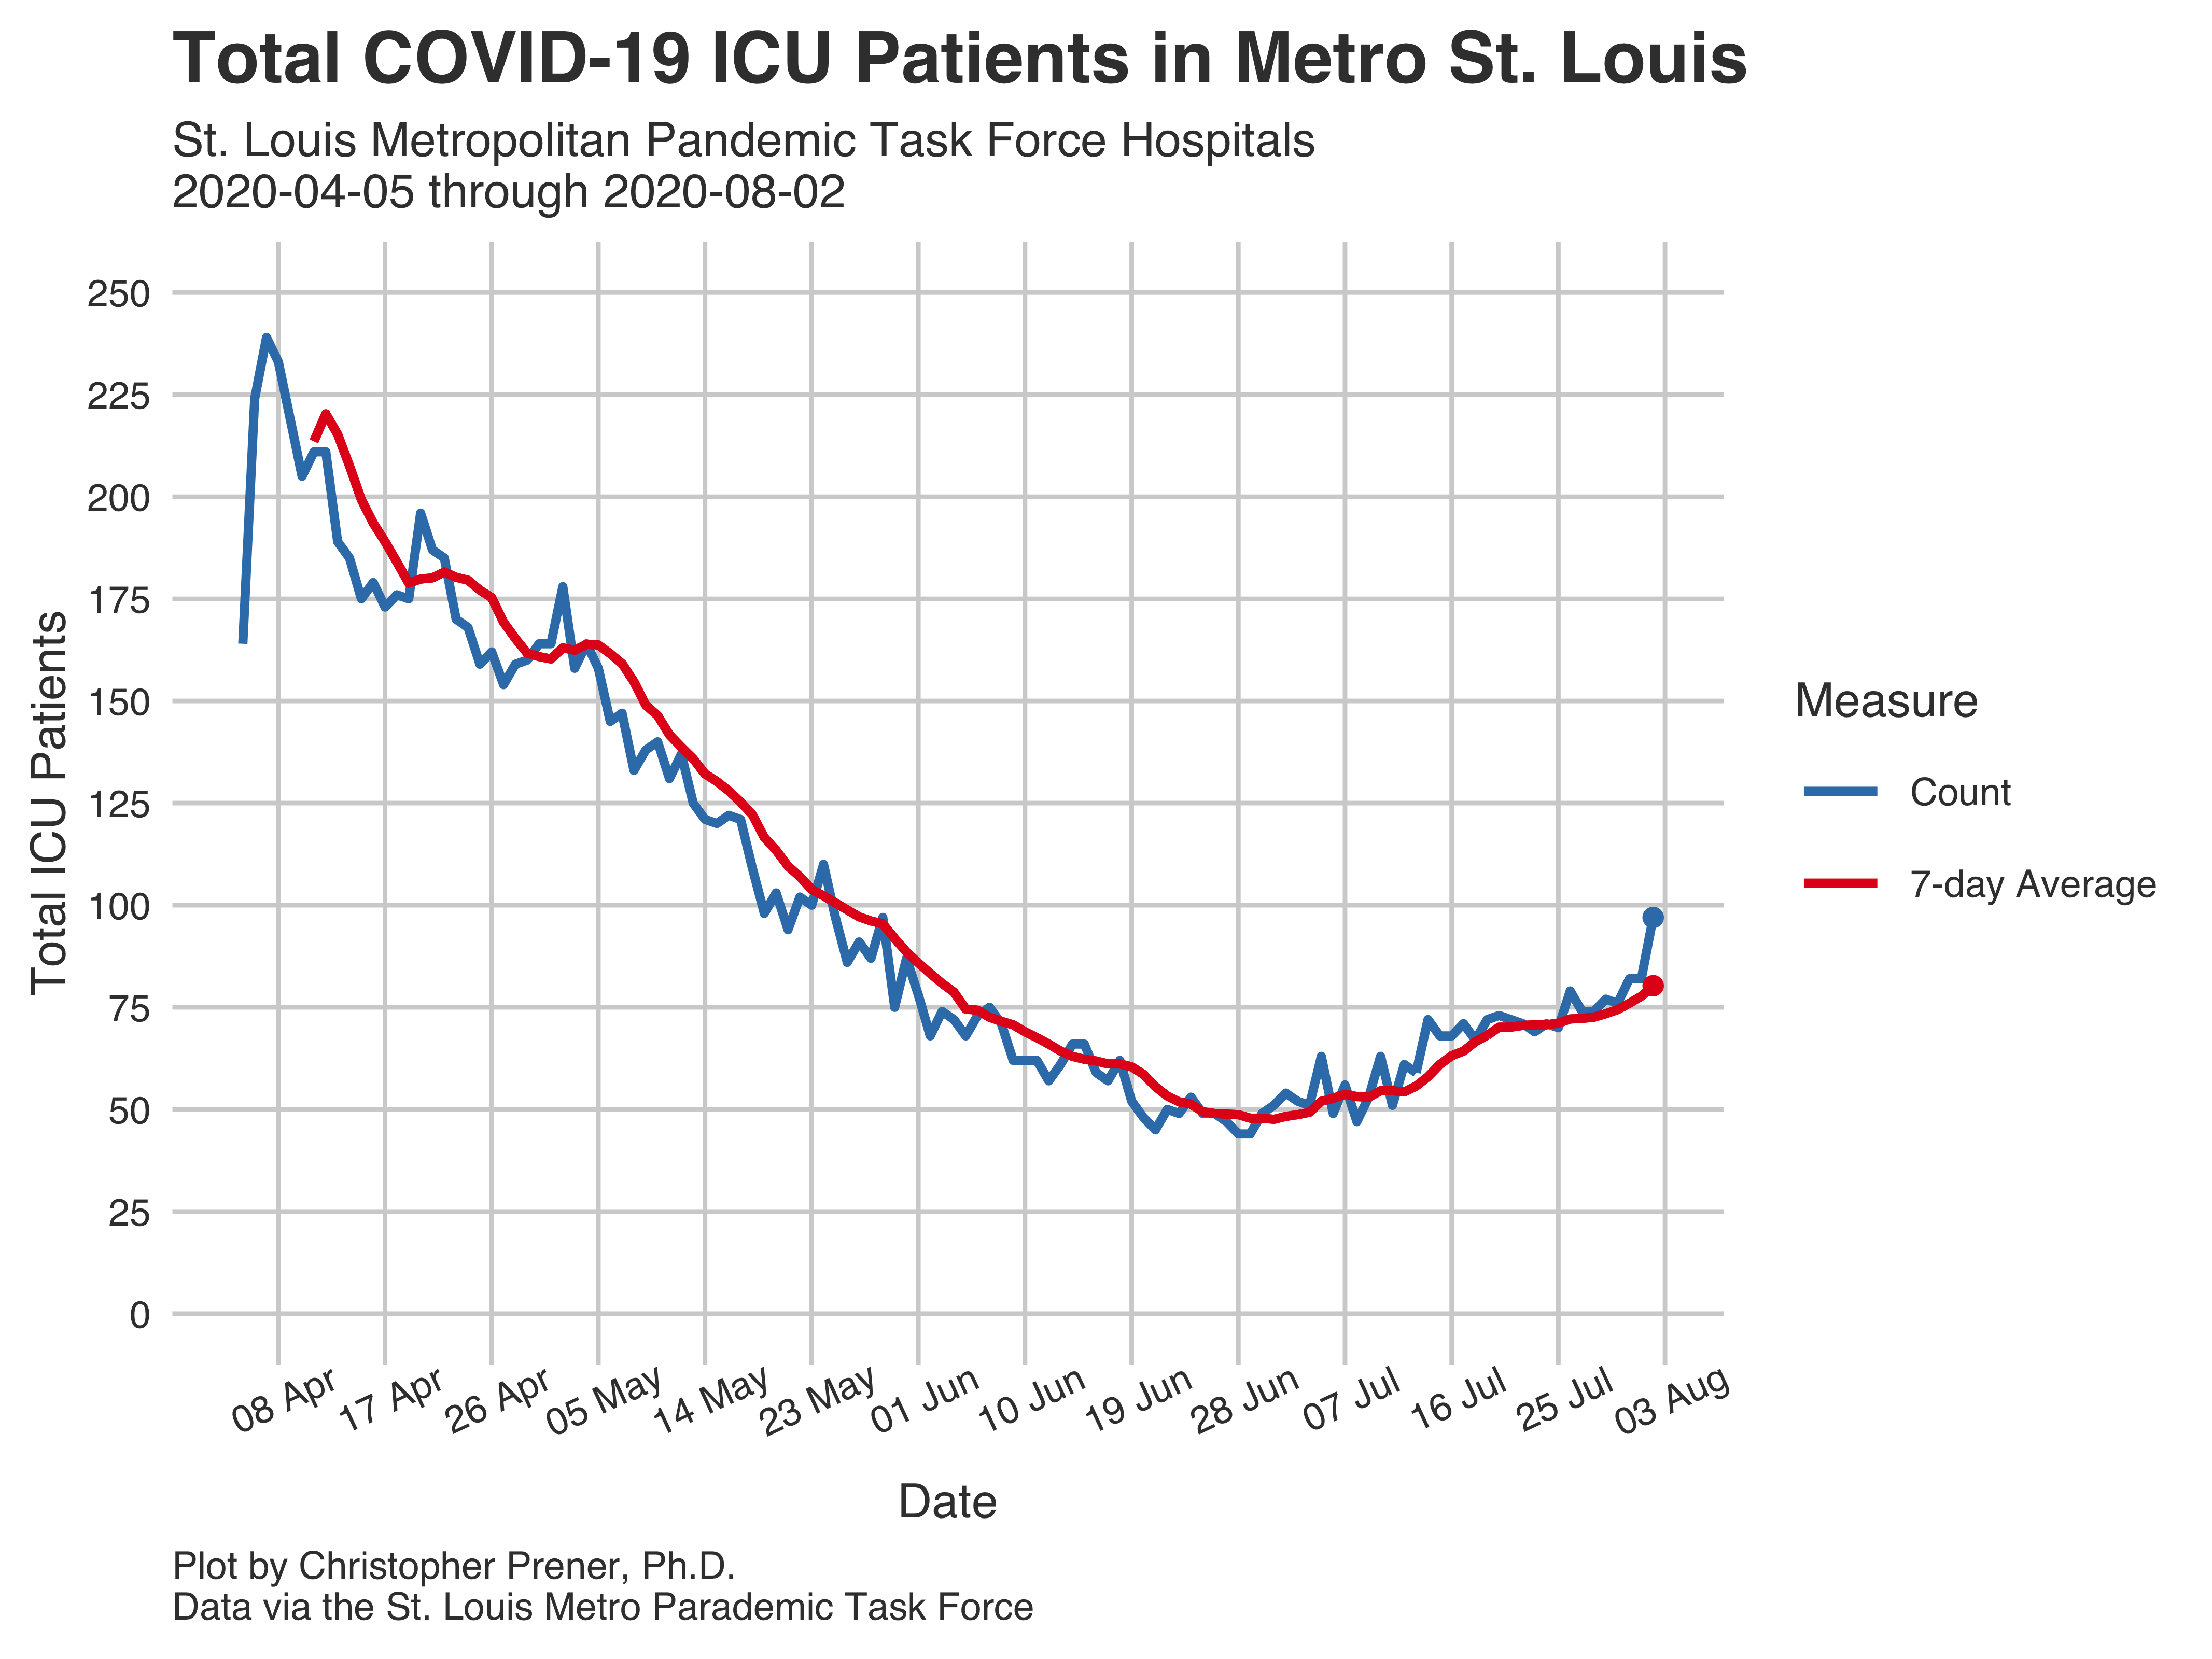 Total COVID-19 ICU Patients in Metro St. Louis
St. Louis Metropolitan Pandemic Task Force Hospitals
2020-04-05 through 2020-08-02
Total ICU Patients
250
225
200
175
150
125
100
75
50
25
0
08 Apr
17 Apr
26 Apr
05 May
14 May
23 May
01 Jun
10 Jun
19 Jun
28 Jun
07 Jul
16 Jul
25 Jul
03 Aug
Date
Measure
Count
7-day Average
Plot by Christopher Prener, Ph.D.
Data via the St. Louis Metro Parademic Task Force